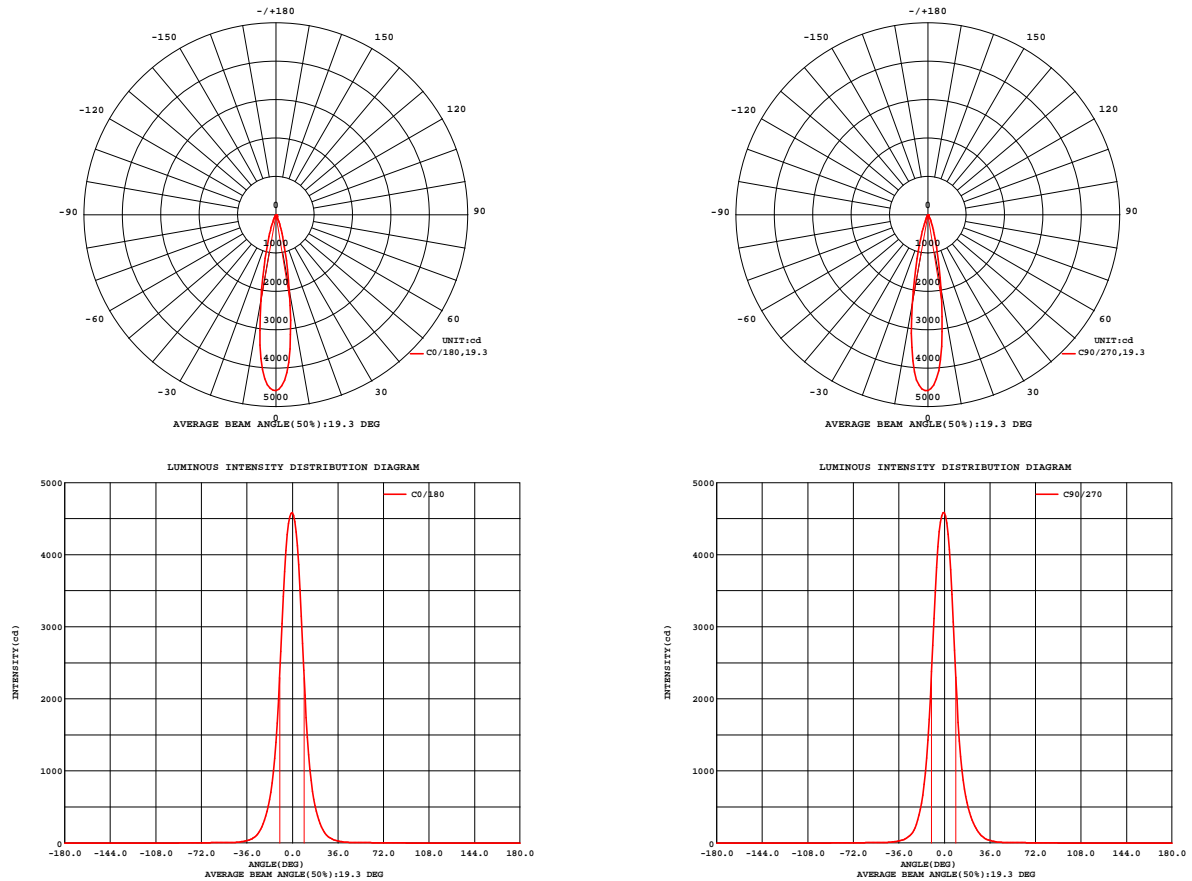 -/+180
-150
150
-120
120
-90
90
-60
60
-30
30
0
0
1000
2000
3000
4000
5000
UNIT:cd
C0/180,19.3
AVERAGE BEAM ANGLE(50%):19.3 DEG
-/+180
-150
150
-120
120
-90
90
-60
60
-30
30
0
0
1000
2000
3000
4000
5000
UNIT:cd
C90/270,19.3
AVERAGE BEAM ANGLE(50%):19.3 DEG
LUMINOUS INTENSITY DISTRIBUTION DIAGRAM
C0/180
INTENSITY(cd)
5000
4000
3000
2000
1000
0
-180.0 -144.0 -108.0 -72.0 -36.0 0.0 36.0 72.0 108.0 144.0 180.0
ANGLE(DEG)
AVERAGE BEAM ANGLE(50%):19.3 DEG
LUMINOUS INTENSITY DISTRIBUTION DIAGRAM
C90/270
INTENSITY(cd)
5000
4000
3000
2000
1000
0
-180.0 -144.0 -108.0 -72.0 -36.0 0.0 36.0 72.0 108.0 144.0 180.0
ANGLE(DEG)
AVERAGE BEAM ANGLE(50%):19.3 DEG